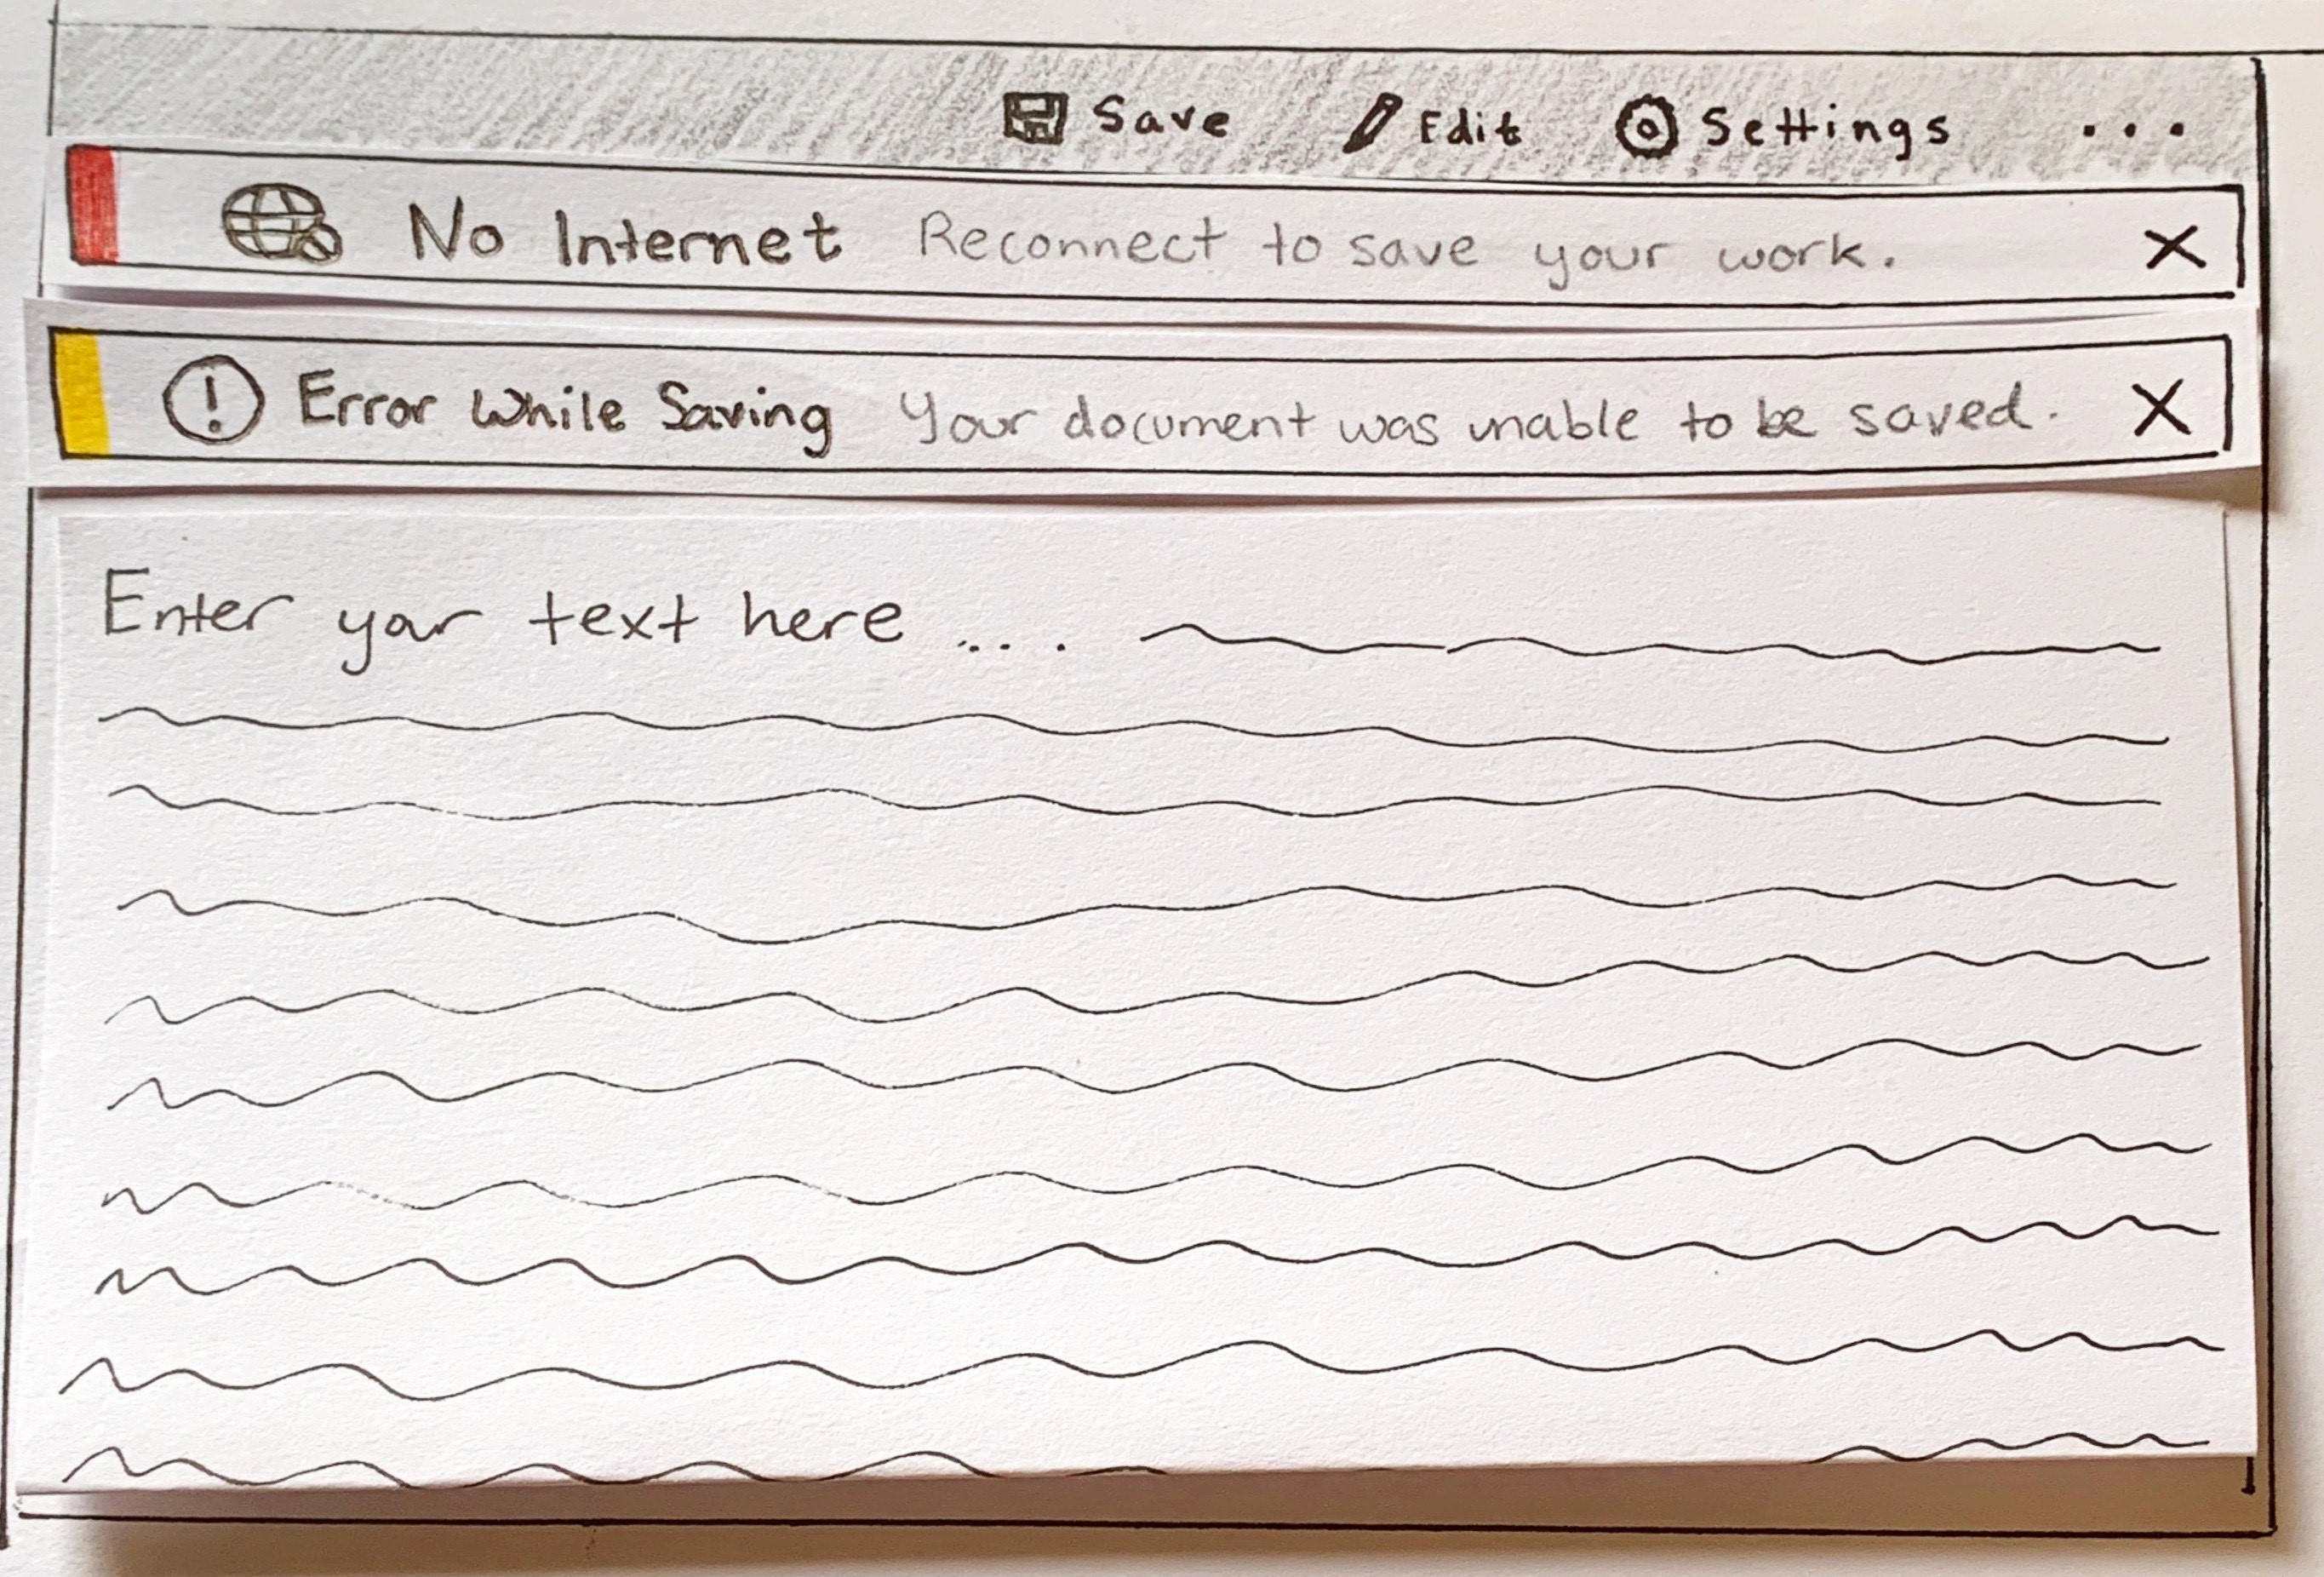 Save Edit Settings ...
No Internet Reconnect to save your work. X
! Error While Saving Your document was unable to be saved. X
Enter your text here ...